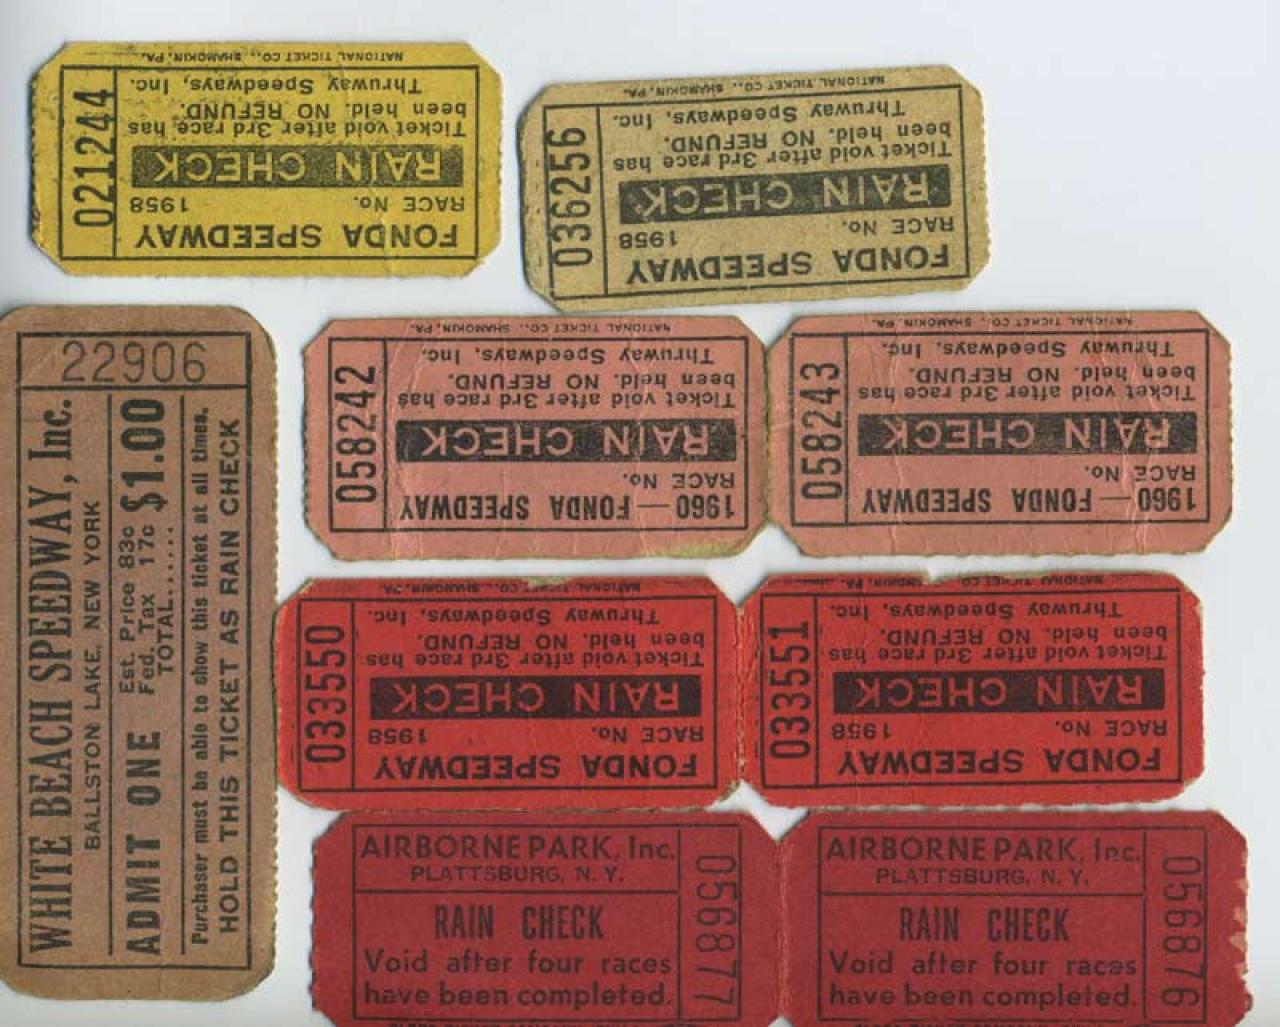 FONDA SPEEDWAY
RACE No. 1958
RAIN CHECK
Ticket void after 3rd race has
been held. NO REFUND.
Thruway Speedways, Inc.
NATIONAL TICKET CO., SHAMOKIN, PA.
021244
FONDA SPEEDWAY
RACE No. 1958
RAIN CHECK
Ticket void after 3rd race has
been held. NO REFUND.
Thruway Speedways, Inc.
NATIONAL TICKET CO., SHAMOKIN, PA.
036256
22906
WHITE BEACH SPEEDWAY, Inc.
BALLSTON LAKE, NEW YORK
ADMIT ONE
Est. Price 83c
Fed. Tax 17c
TOTAL......
$1.00
Purchaser must be able to show this ticket at all times.
HOLD THIS TICKET AS RAIN CHECK
1960—FONDA SPEEDWAY
RACE No.
RAIN CHECK
Ticket void after 3rd race has
been held. NO REFUND.
Thruway Speedways, Inc.
NATIONAL TICKET CO., SHAMOKIN, PA.
058242
1960—FONDA SPEEDWAY
RACE No.
RAIN CHECK
Ticket void after 3rd race has
been held. NO REFUND.
Thruway Speedways, Inc.
NATIONAL TICKET CO., SHAMOKIN, PA.
058243
FONDA SPEEDWAY
RACE No. 1958
RAIN CHECK
Ticket void after 3rd race has
been held. NO REFUND.
Thruway Speedways, Inc.
NATIONAL TICKET CO., SHAMOKIN, PA.
033550
FONDA SPEEDWAY
RACE No. 1958
RAIN CHECK
Ticket void after 3rd race has
been held. NO REFUND.
Thruway Speedways, Inc.
NATIONAL TICKET CO., SHAMOKIN, PA.
033551
AIRBORNE PARK, Inc.
PLATTSBURG, N. Y.
RAIN CHECK
Void after four races
have been completed.
056877
AIRBORNE PARK, Inc.
PLATTSBURG, N. Y.
RAIN CHECK
Void after four races
have been completed.
056876